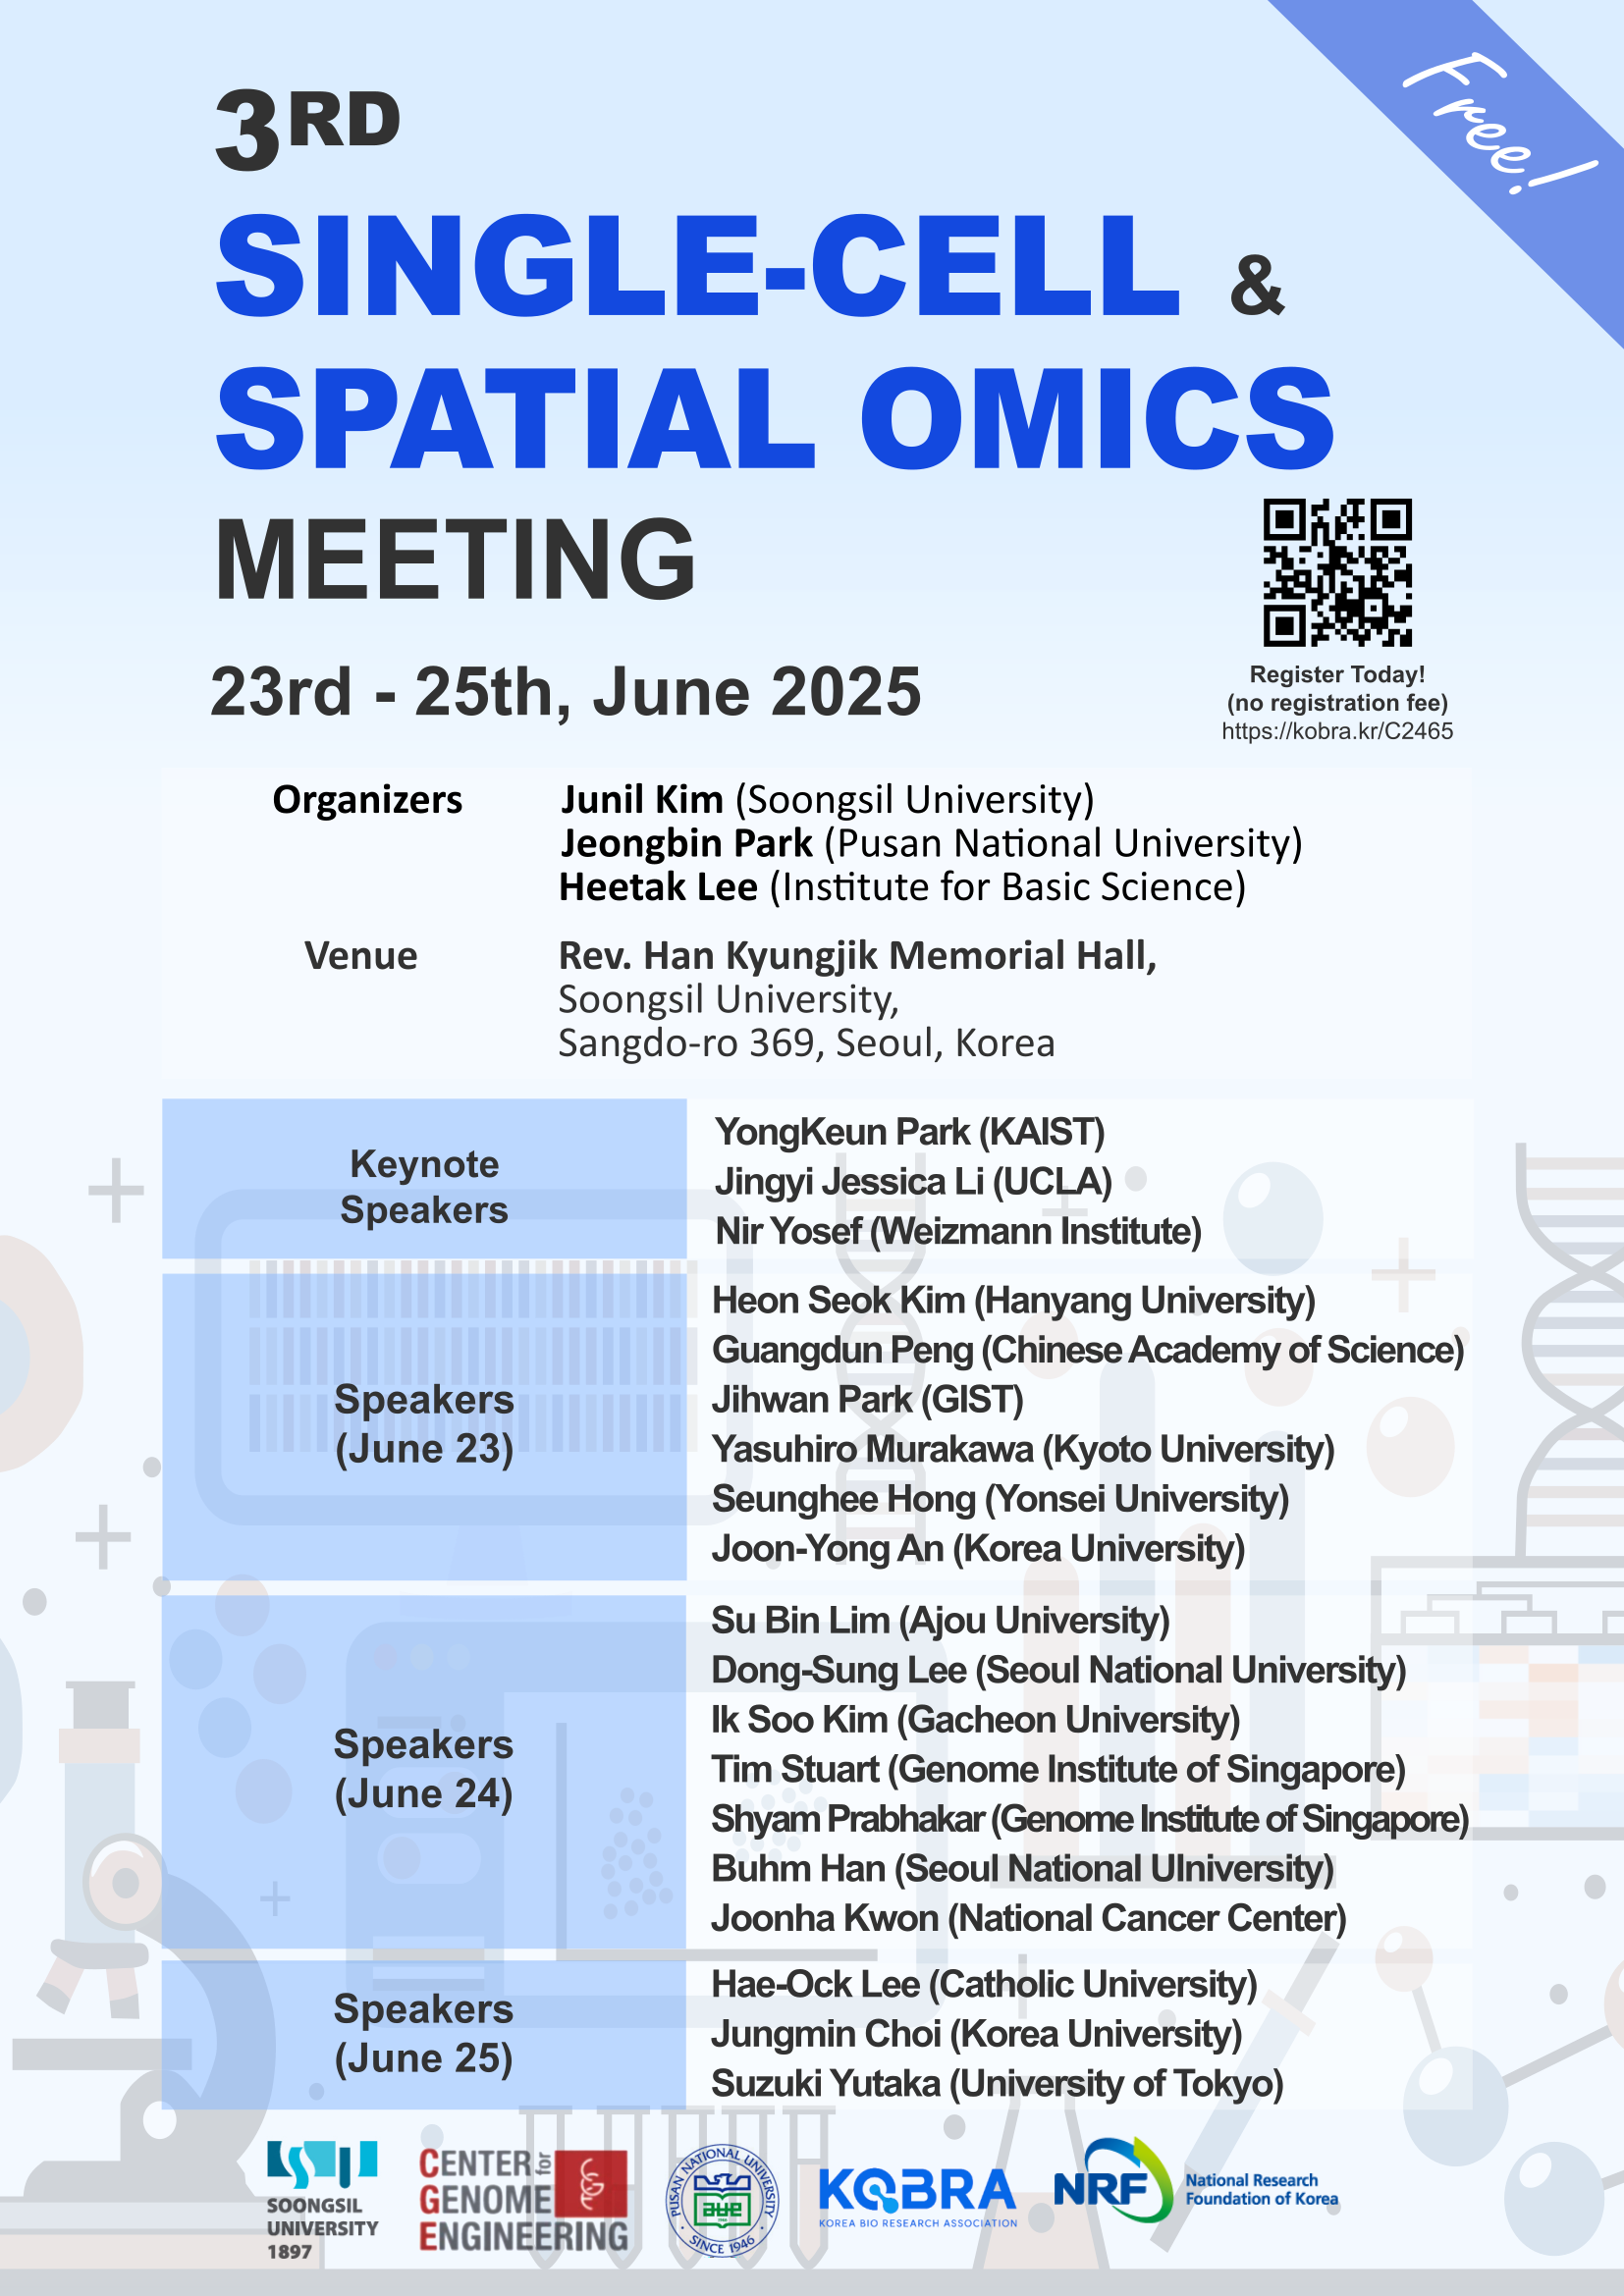 Free!
3RD
SINGLE-CELL &
SPATIAL OMICS
MEETING
23rd - 25th, June 2025
Register Today!
(no registration fee)
https://kobra.kr/C2465
Organizers
Junil Kim (Soongsil University)
Jeongbin Park (Pusan National University)
Heetak Lee (Institute for Basic Science)
Venue
Rev. Han Kyungjik Memorial Hall,
Soongsil University,
Sangdo-ro 369, Seoul, Korea
Keynote
Speakers
YongKeun Park (KAIST)
Jingyi Jessica Li (UCLA)
Nir Yosef (Weizmann Institute)
Speakers
(June 23)
Heon Seok Kim (Hanyang University)
Guangdun Peng (Chinese Academy of Science)
Jihwan Park (GIST)
Yasuhiro Murakawa (Kyoto University)
Seunghee Hong (Yonsei University)
Joon-Yong An (Korea University)
Speakers
(June 24)
Su Bin Lim (Ajou University)
Dong-Sung Lee (Seoul National University)
Ik Soo Kim (Gacheon University)
Tim Stuart (Genome Institute of Singapore)
Shyam Prabhakar (Genome Institute of Singapore)
Buhm Han (Seoul National UIniversity)
Joonha Kwon (National Cancer Center)
Speakers
(June 25)
Hae-Ock Lee (Catholic University)
Jungmin Choi (Korea University)
Suzuki Yutaka (University of Tokyo)
SSU
SOONGSIL
UNIVERSITY
1897
CENTER for
GENOME
ENGINEERING
CGE
PUSAN NATIONAL UNIVERSITY
SINCE 1946
KOBRA
KOREA BIO RESEARCH ASSOCIATION
NRF
National Research
Foundation of Korea